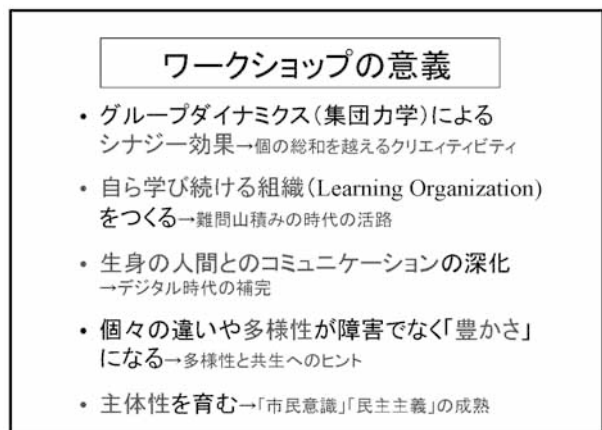 ワークショップの意義
• グループダイナミクス(集団力学)による
シナジー効果→個の総和を越えるクリエィティビティ
• 自ら学び続ける組織(Learning Organization)
をつくる→難問山積みの時代の活路
• 生身の人間とのコミュニケーションの深化
→デジタル時代の補完
• 個々の違いや多様性が障害でなく「豊かさ」
になる→多様性と共生へのヒント
• 主体性を育む→「市民意識」「民主主義」の成熟